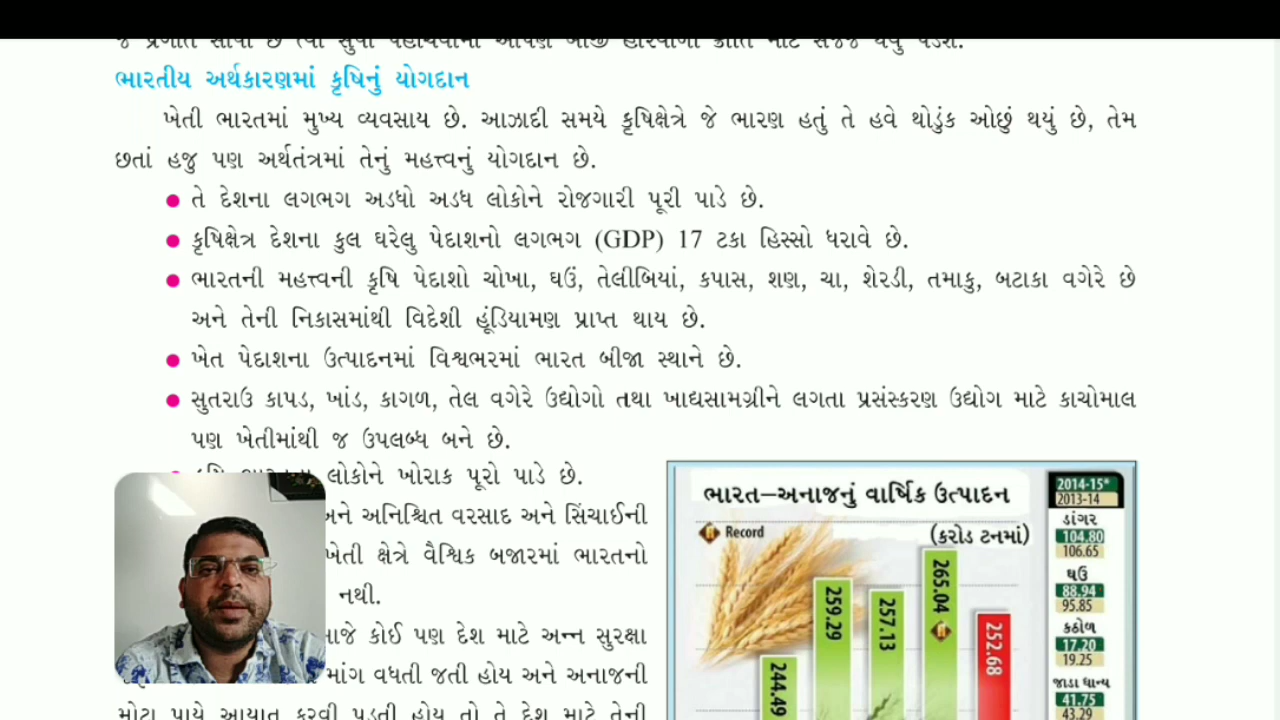 ભારતીય અર્થકારણમાં કૃષિનું યોગદાન
ખેતી ભારતમાં મુખ્ય વ્યવસાય છે. આઝાદી સમયે કૃષિક્ષેત્રે જે ભારણ હતું તે હવે થોડુંક ઓછું થયું છે, તેમ
છતાં હજુ પણ અર્થતંત્રમાં તેનું મહત્ત્વનું યોગદાન છે.
● તે દેશના લગભગ અડધો અડધ લોકોને રોજગારી પૂરી પાડે છે.
● કૃષિક્ષેત્ર દેશના કુલ ઘરેલુ પેદાશનો લગભગ (GDP) 17 ટકા હિસ્સો ધરાવે છે.
● ભારતની મહત્ત્વની કૃષિ પેદાશો ચોખા, ઘઉં, તેલીબિયાં, કપાસ, શણ, ચા, શેરડી, તમાકુ, બટાકા વગેરે છે
અને તેની નિકાસમાંથી વિદેશી હૂંડિયામણ પ્રાપ્ત થાય છે.
● ખેત પેદાશના ઉત્પાદનમાં વિશ્વભરમાં ભારત બીજા સ્થાને છે.
● સુતરાઉ કાપડ, ખાંડ, કાગળ, તેલ વગેરે ઉદ્યોગો તથા ખાદ્યસામગ્રીને લગતા પ્રસંસ્કરણ ઉદ્યોગ માટે કાચોમાલ
પણ ખેતીમાંથી જ ઉપલબ્ધ બને છે.
લોકોને ખોરાક પૂરો પાડે છે.
અને અનિશ્ચિત વરસાદ અને સિંચાઈની
ખેતી ક્ષેત્રે વૈશ્વિક બજારમાં ભારતનો
નથી.
કોઈ પણ દેશ માટે અન્ન સુરક્ષા
માંગ વધતી જતી હોય અને અનાજની
મોટા પાયે આયાત કરવી પડતી હોય તો તે દેશ માટે તેની
ભારત–અનાજનું વાર્ષિક ઉત્પાદન
R Record
(કરોડ ટનમાં)
244.49
259.29
257.13
265.04
R
252.68
2014-15*
2013-14
ડાંગર
104.80
106.65
ઘઉં
88.94
95.85
કઠોળ
17.20
19.25
જાડા ધાન્ય
41.75
43.29